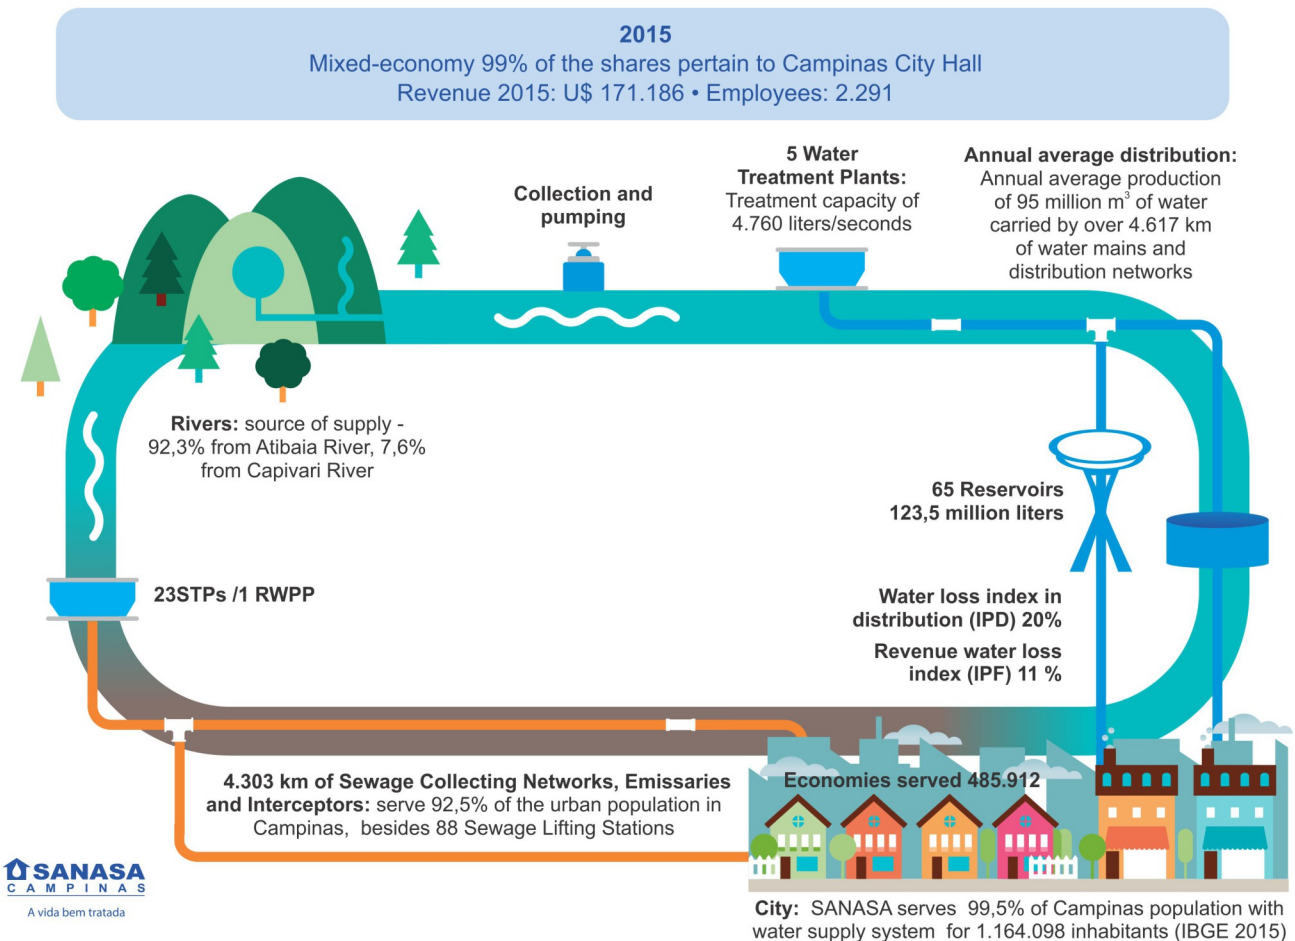 2015
Mixed-economy 99% of the shares pertain to Campinas City Hall
Revenue 2015: U$ 171.186 • Employees: 2.291
Collection and
pumping
5 Water
Treatment Plants:
Treatment capacity of
4.760 liters/seconds
Annual average distribution:
Annual average production
of 95 million m³ of water
carried by over 4.617 km
of water mains and
distribution networks
Rivers: source of supply -
92,3% from Atibaia River, 7,6%
from Capivari River
65 Reservoirs
123,5 million liters
23STPs /1 RWPP
Water loss index in
distribution (IPD) 20%
Revenue water loss
index (IPF) 11 %
4.303 km of Sewage Collecting Networks, Emissaries
and Interceptors: serve 92,5% of the urban population in
Campinas, besides 88 Sewage Lifting Stations
Economies served 485.912
SANASA
CAMPINAS
A vida bem tratada
City: SANASA serves 99,5% of Campinas population with
water supply system for 1.164.098 inhabitants (IBGE 2015)